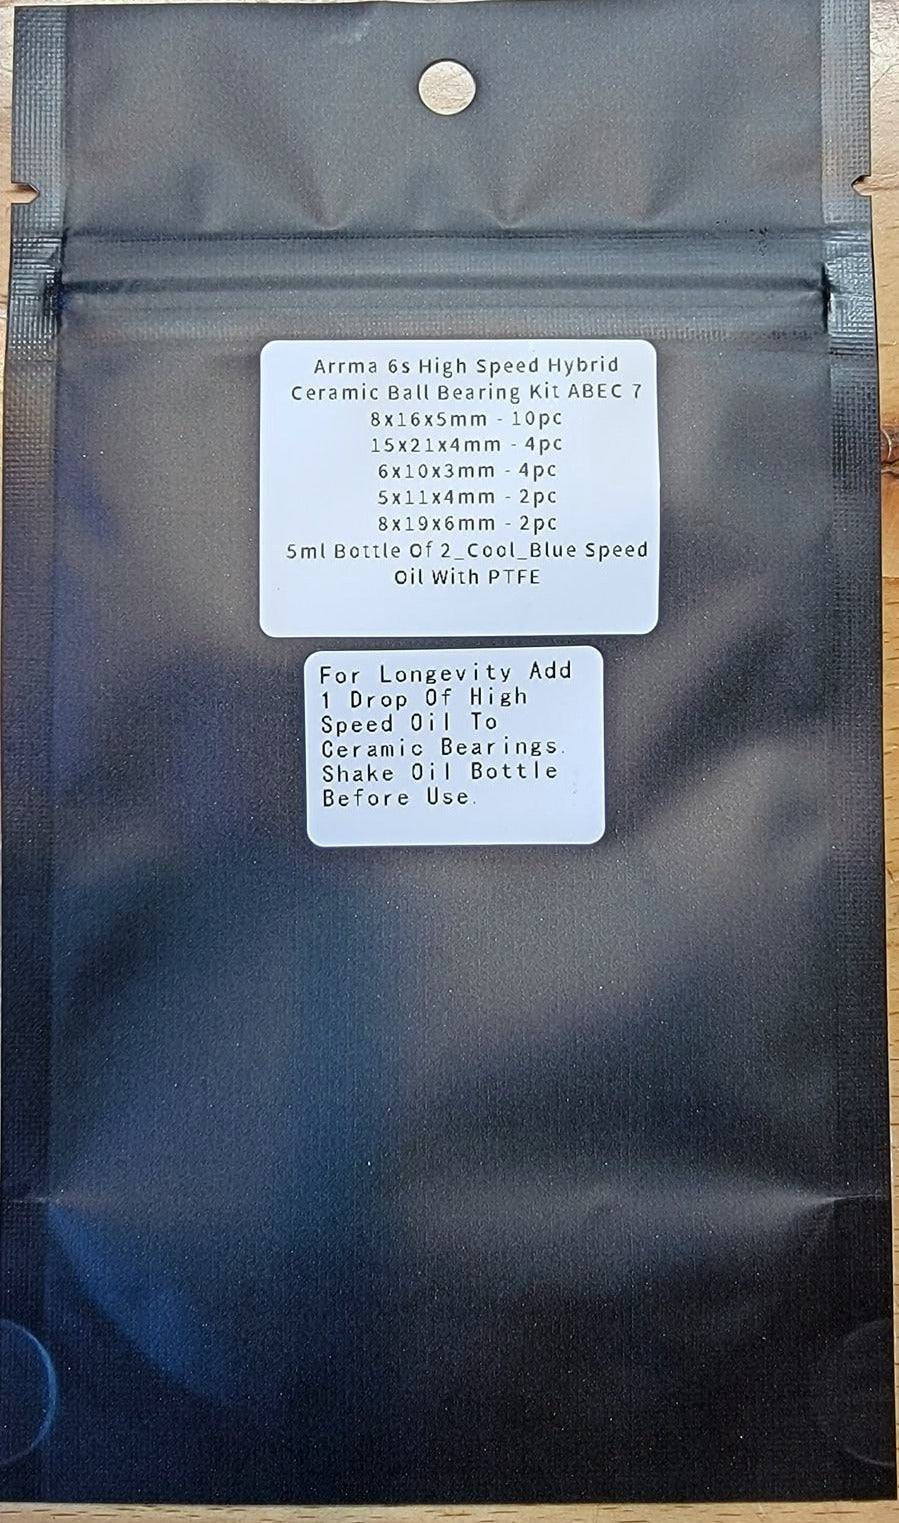 Arrma 6s High Speed Hybrid
Ceramic Ball Bearing Kit ABEC 7
8x16x5mm - 10pc
15x21x4mm - 4pc
6x10x3mm - 4pc
5x11x4mm - 2pc
8x19x6mm - 2pc
5ml Bottle Of 2_Cool_Blue Speed
Oil With PTFE
For Longevity Add
1 Drop Of High
Speed Oil To
Ceramic Bearings.
Shake Oil Bottle
Before Use.